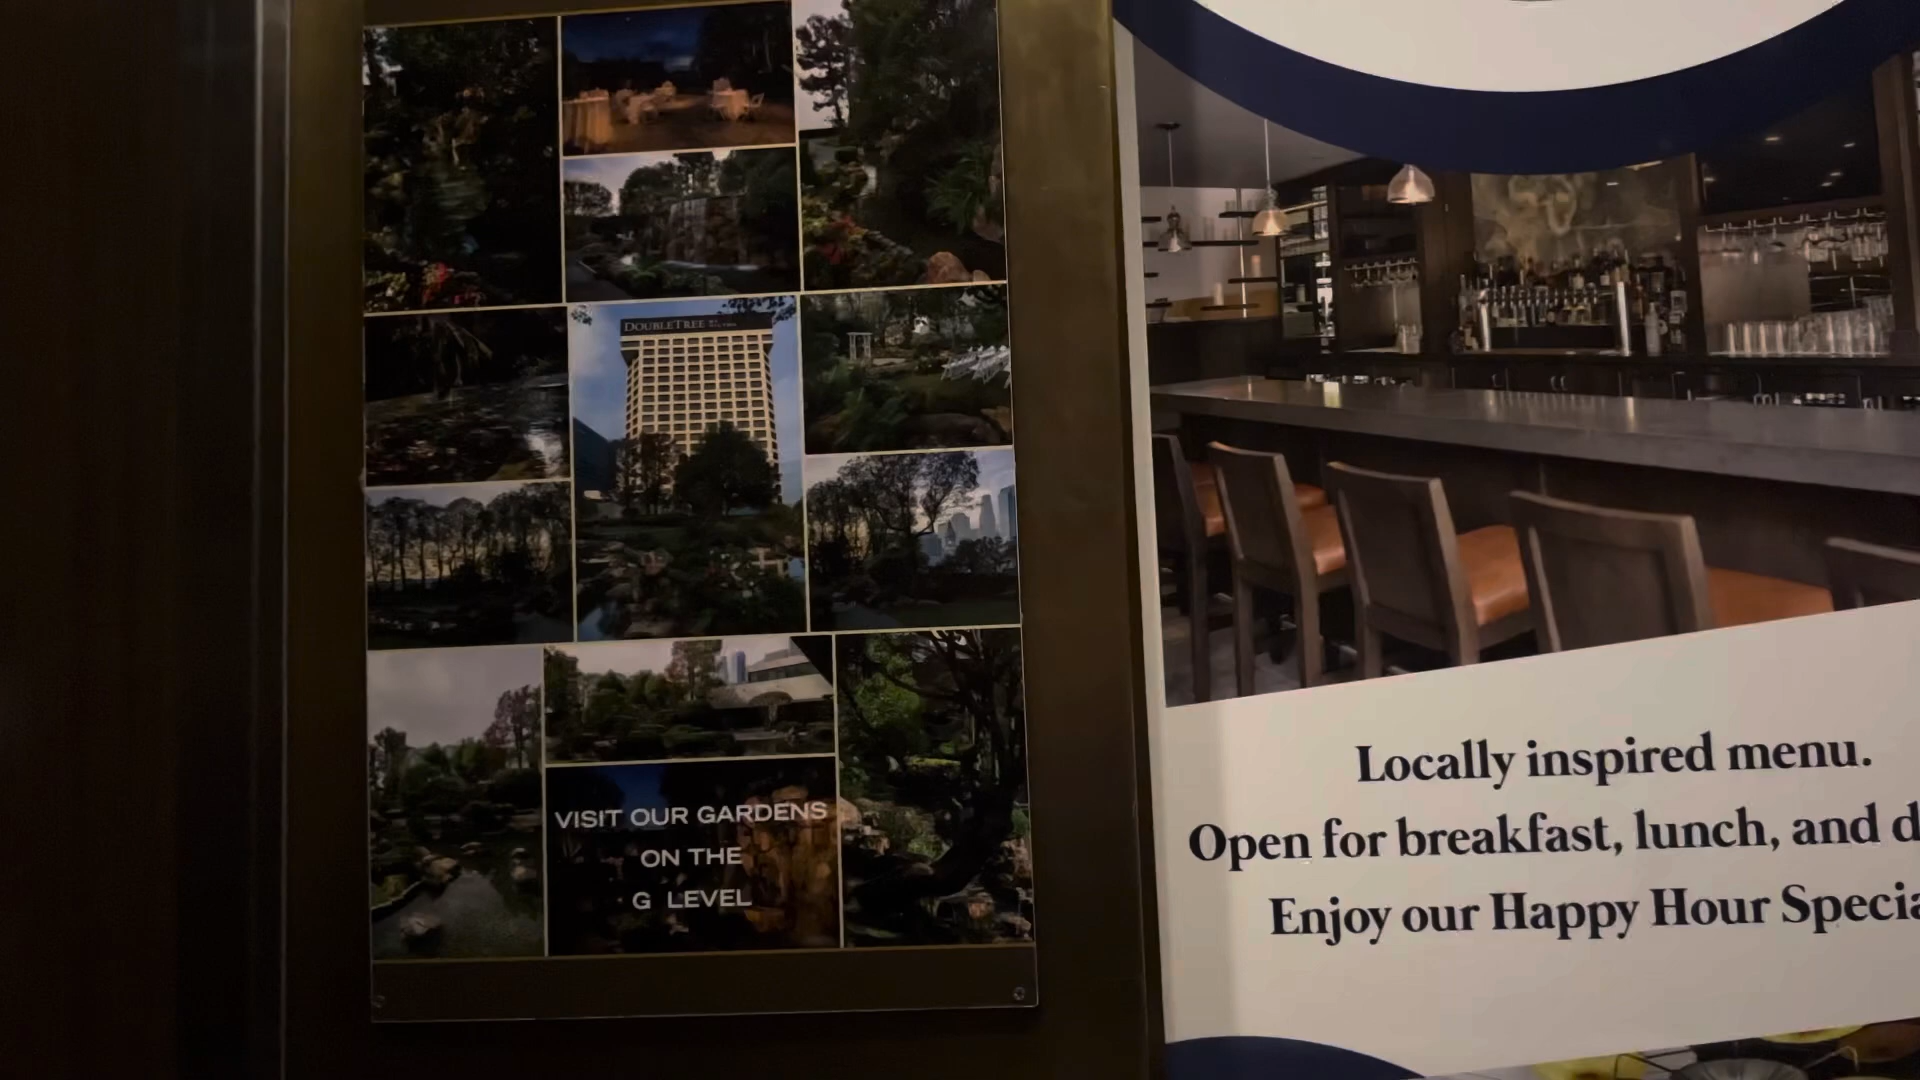 DOUBLETREE
VISIT OUR GARDENS
ON THE
G LEVEL
Locally inspired menu.
Open for breakfast, lunch, and d
Enjoy our Happy Hour Specia